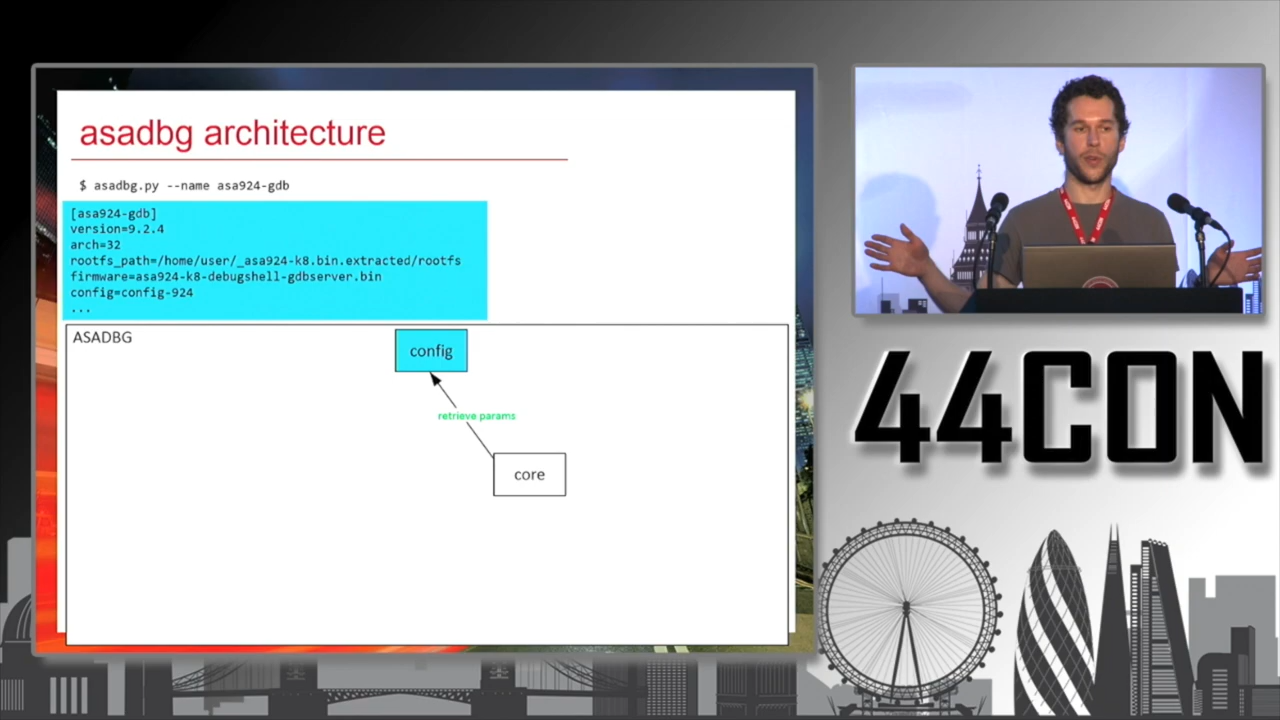 asadbg architecture
$ asadbg.py --name asa924-gdb
[asa924-gdb]
version=9.2.4
arch=32
rootfs_path=/home/user/_asa924-k8.bin.extracted/rootfs
firmware=asa924-k8-debugshell-gdbserver.bin
config=config-924
...
ASADBG
config
retrieve params
core
44CON